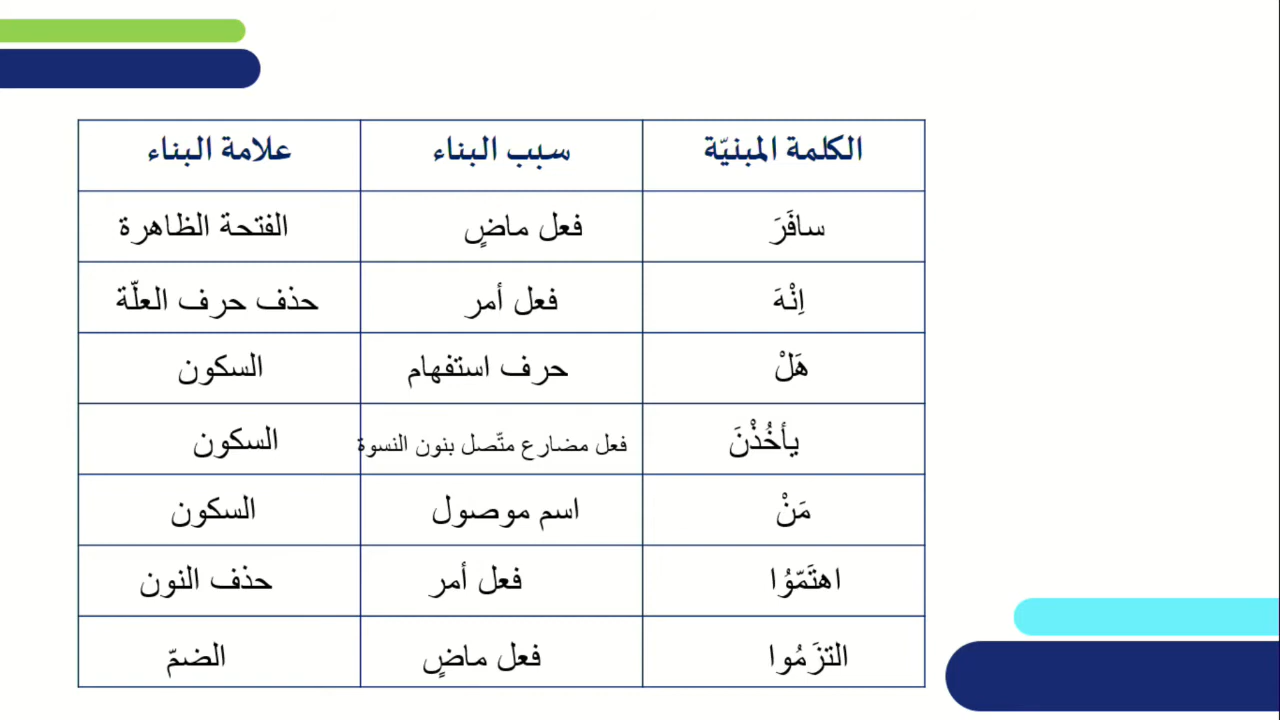 الكلمة المبنيّة سبب البناء علامة البناء
سافَرَ فعل ماضٍ الفتحة الظاهرة
اِنْهَ فعل أمر حذف حرف العلّة
هَلْ حرف استفهام السكون
يأخُذْنَ فعل مضارع متّصل بنون النسوة السكون
مَنْ اسم موصول السكون
اهتَمّوُا فعل أمر حذف النون
التزَمُوا فعل ماضٍ الضمّ